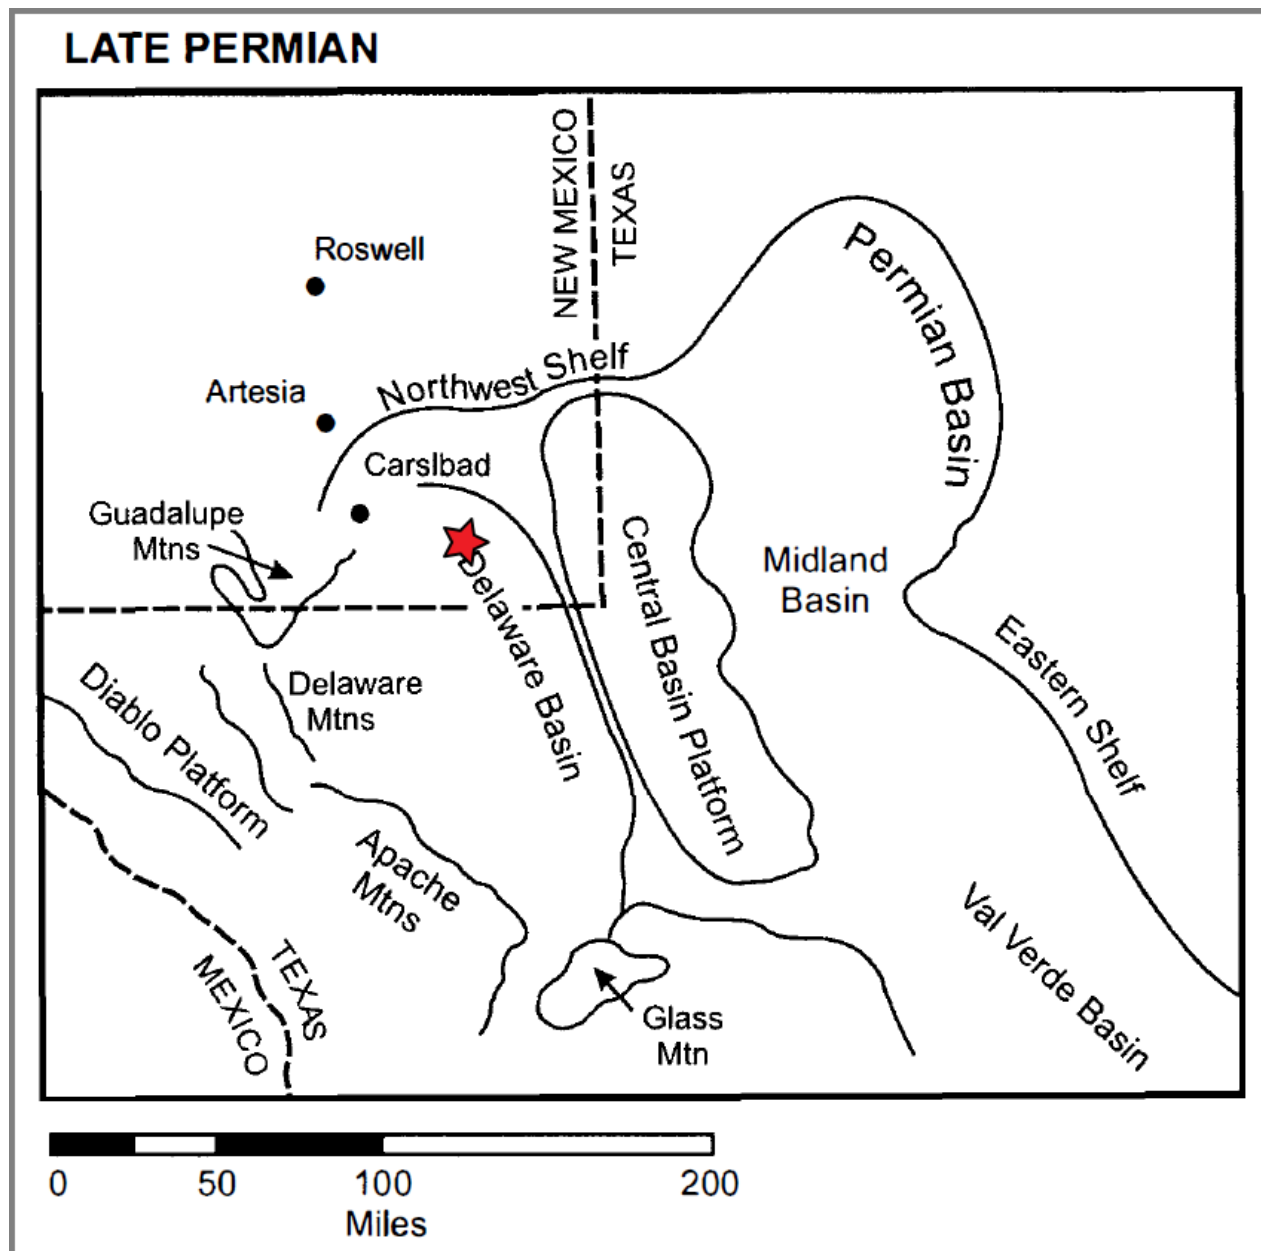 LATE PERMIAN
NEW MEXICO
TEXAS
Roswell
Permian Basin
Northwest Shelf
Artesia
Carslbad
Guadalupe
Mtns
Central Basin Platform
Midland
Basin
Delaware Basin
Eastern Shelf
Delaware
Mtns
Diablo Platform
Apache
Mtns
Val Verde Basin
TEXAS
MEXICO
Glass
Mtn
0 50 100 200
Miles